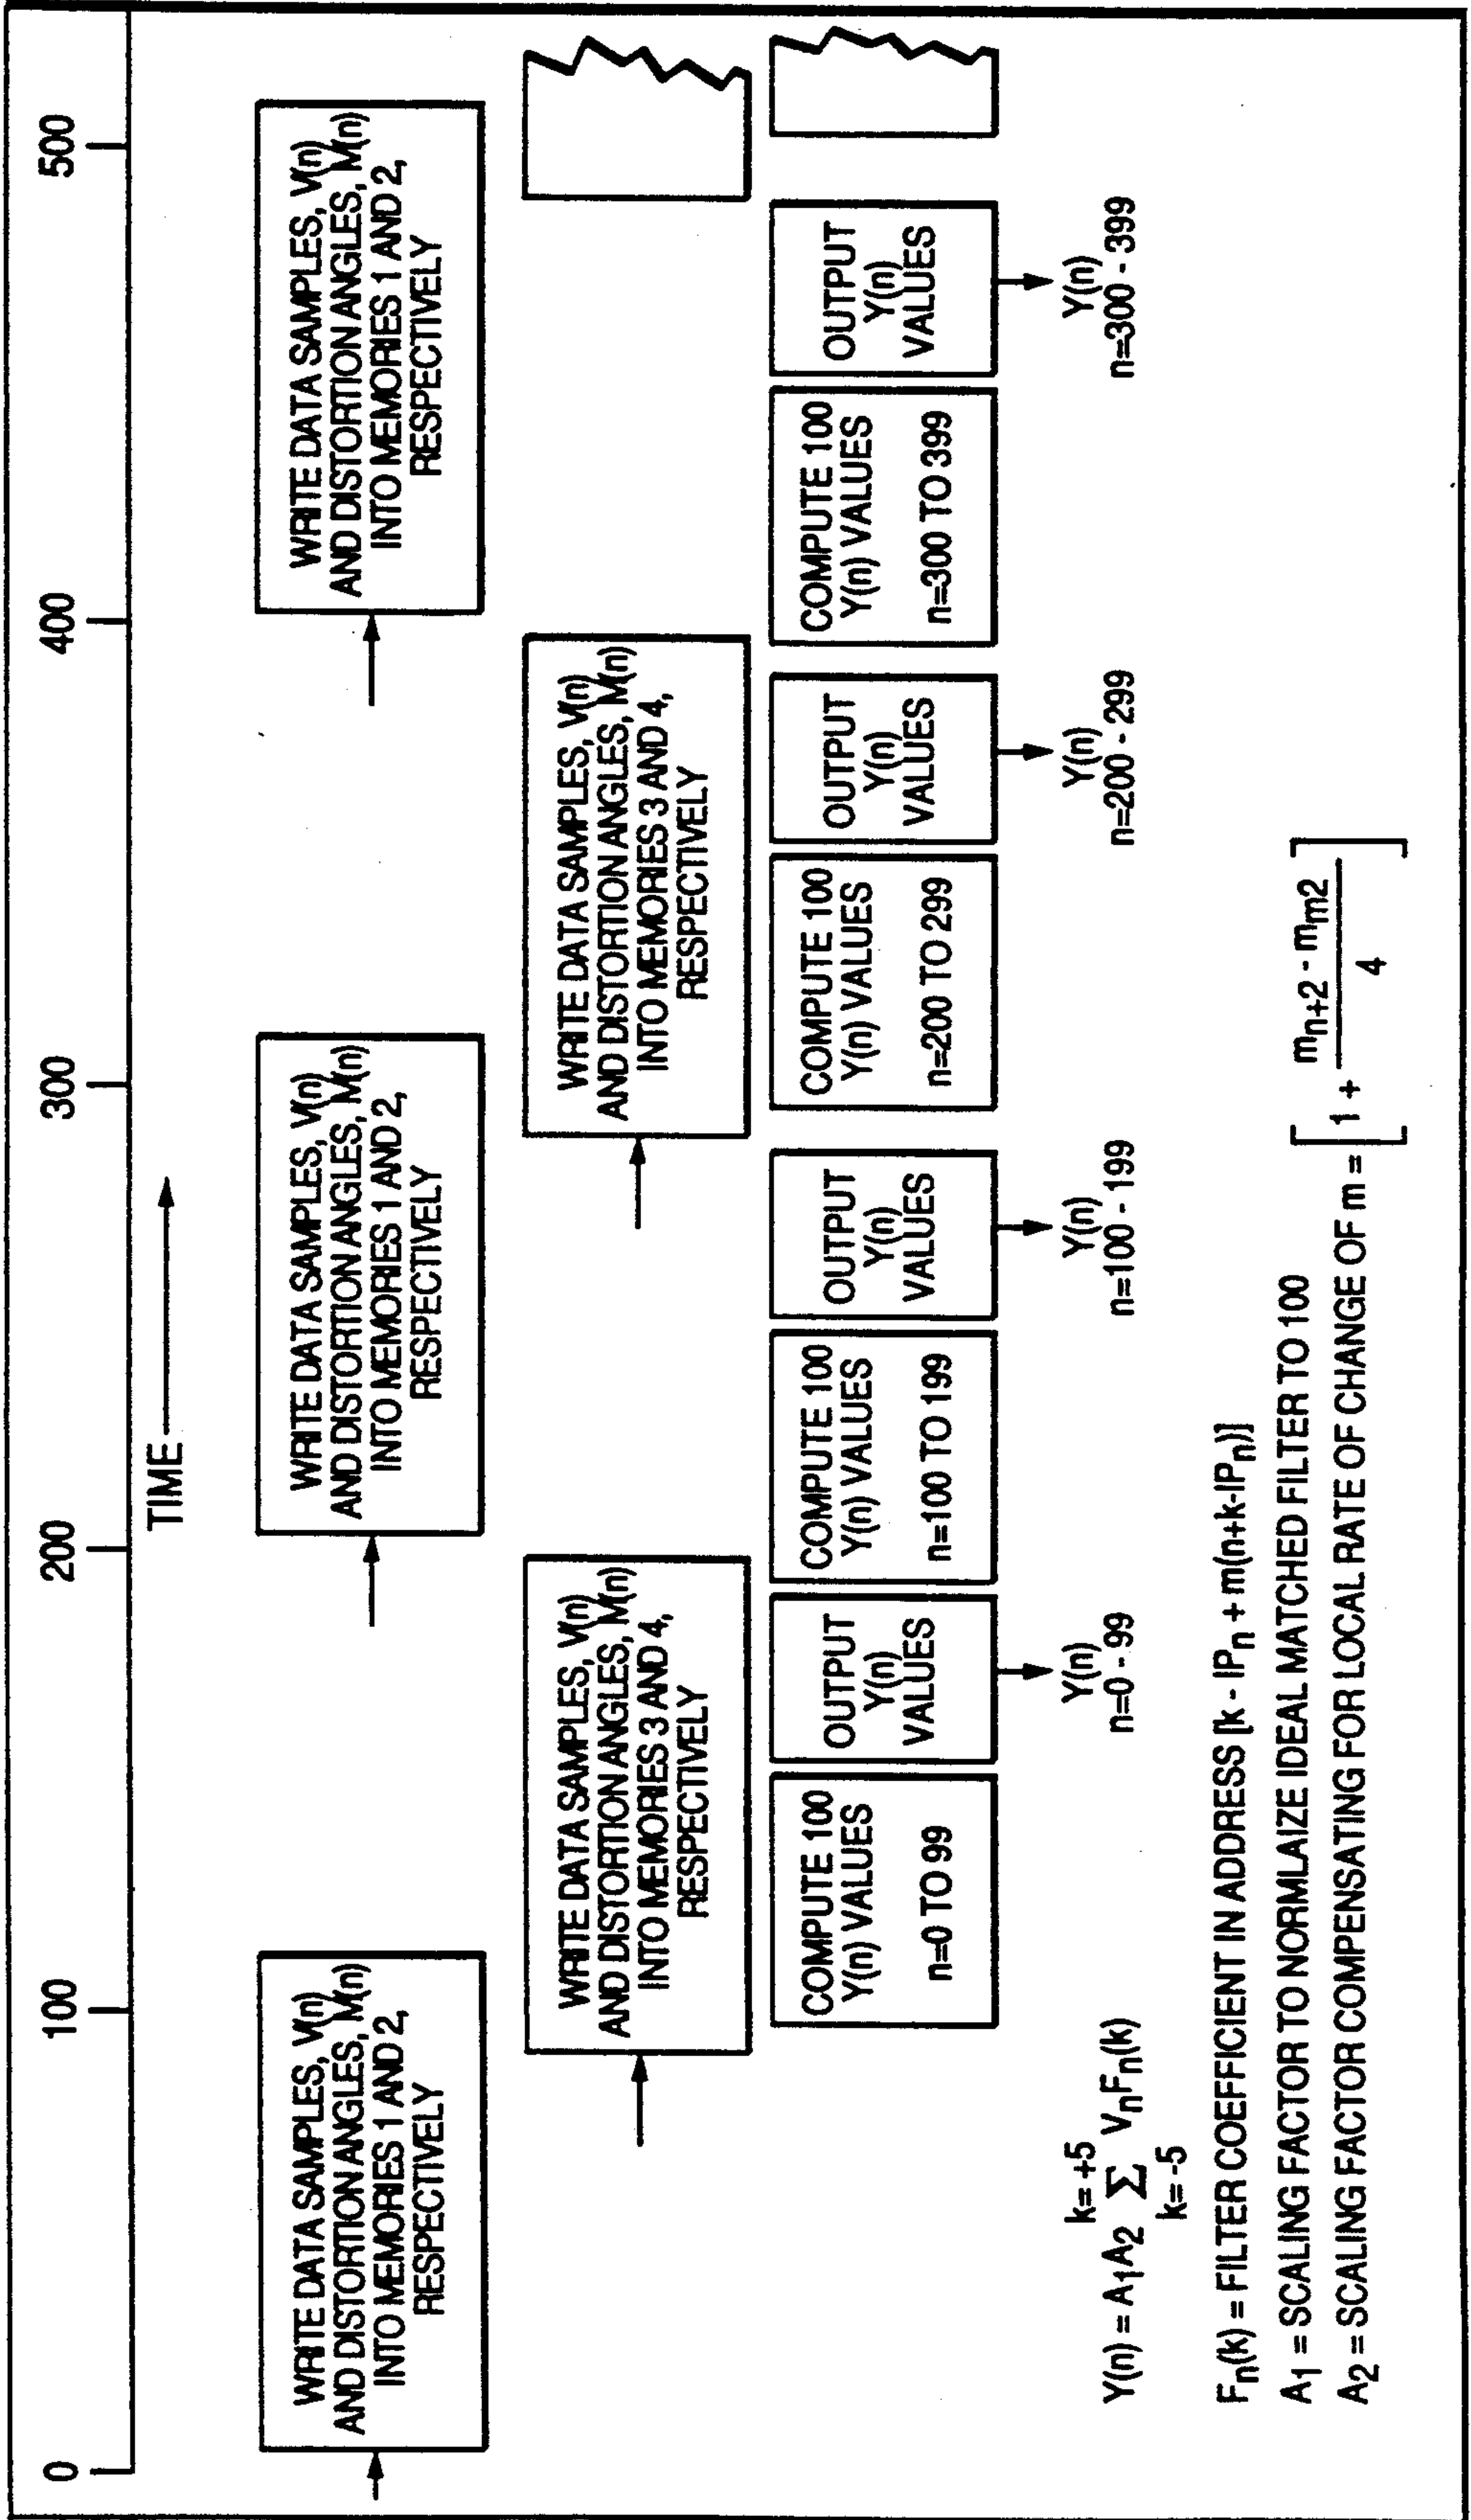 0 100 200 300 400 500
TIME
WRITE DATA SAMPLES, V(n)
AND DISTORTION ANGLES, M(n)
INTO MEMORIES 1 AND 2,
RESPECTIVELY
WRITE DATA SAMPLES, V(n)
AND DISTORTION ANGLES, M(n)
INTO MEMORIES 1 AND 2,
RESPECTIVELY
WRITE DATA SAMPLES, V(n)
AND DISTORTION ANGLES, M(n)
INTO MEMORIES 1 AND 2,
RESPECTIVELY
WRITE DATA SAMPLES, V(n)
AND DISTORTION ANGLES, M(n)
INTO MEMORIES 3 AND 4,
RESPECTIVELY
WRITE DATA SAMPLES, V(n)
AND DISTORTION ANGLES, M(n)
INTO MEMORIES 3 AND 4,
RESPECTIVELY
COMPUTE 100
Y(n) VALUES
n=0 TO 99
OUTPUT
Y(n)
VALUES
COMPUTE 100
Y(n) VALUES
n=100 TO 199
OUTPUT
Y(n)
VALUES
COMPUTE 100
Y(n) VALUES
n=200 TO 299
OUTPUT
Y(n)
VALUES
COMPUTE 100
Y(n) VALUES
n=300 TO 399
OUTPUT
Y(n)
VALUES
Y(n)
n=0 - 99
Y(n)
n=100 - 199
Y(n)
n=200 - 299
Y(n)
n=300 - 399
k= +5
Y(n) = A1A2 Σ VnFn(k)
k= -5
Fn(k) = FILTER COEFFICIENT IN ADDRESS [k - IPn + m(n+k-IPn)]
A1 = SCALING FACTOR TO NORMLAIZE IDEAL MATCHED FILTER TO 100
A2 = SCALING FACTOR COMPENSATING FOR LOCAL RATE OF CHANGE OF m = [1 + mn+2 - mm2 / 4]